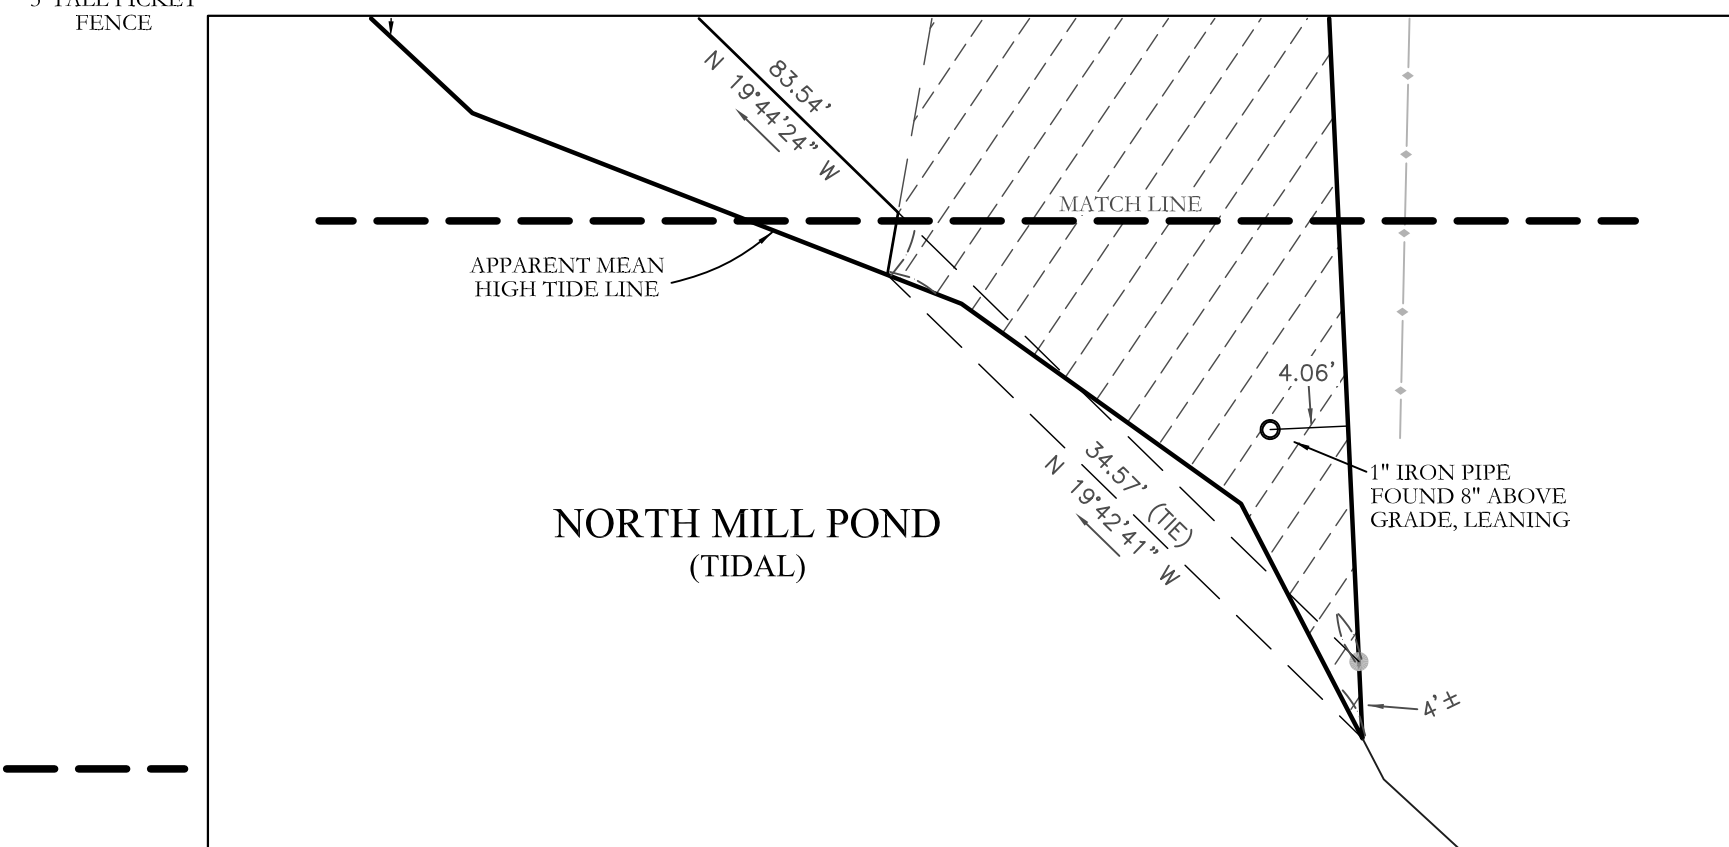 FENCE
83.54'
N 19°44'24" W
MATCH LINE
APPARENT MEAN
HIGH TIDE LINE
4.06'
1" IRON PIPE
FOUND 8" ABOVE
GRADE, LEANING
34.57' (TIE)
N 19°42'41" W
NORTH MILL POND
(TIDAL)
4'±